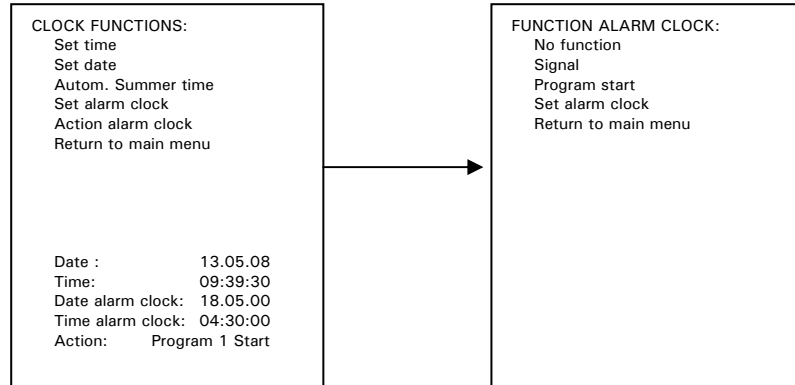 CLOCK FUNCTIONS:
Set time
Set date
Autom. Summer time
Set alarm clock
Action alarm clock
Return to main menu
Date : 13.05.08
Time: 09:39:30
Date alarm clock: 18.05.00
Time alarm clock: 04:30:00
Action: Program 1 Start
FUNCTION ALARM CLOCK:
No function
Signal
Program start
Set alarm clock
Return to main menu